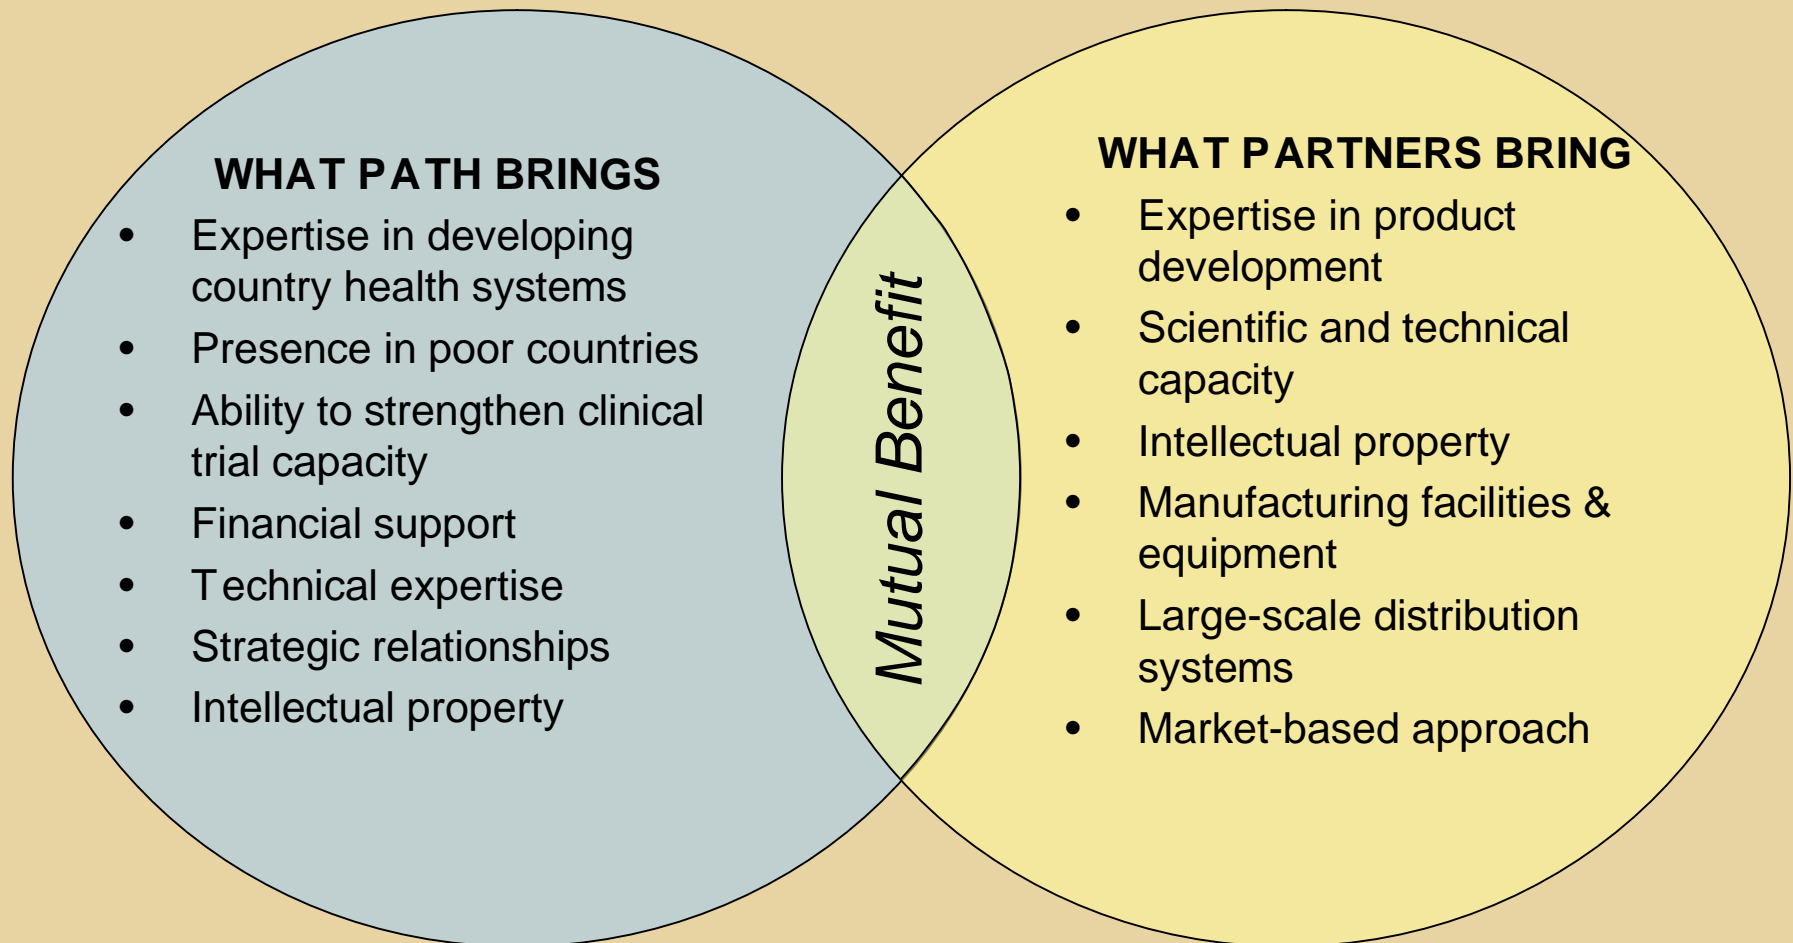 WHAT PATH BRINGS
• Expertise in developing
country health systems
• Presence in poor countries
• Ability to strengthen clinical
trial capacity
• Financial support
• Technical expertise
• Strategic relationships
• Intellectual property
Mutual Benefit
WHAT PARTNERS BRING
• Expertise in product
development
• Scientific and technical
capacity
• Intellectual property
• Manufacturing facilities &
equipment
• Large-scale distribution
systems
• Market-based approach